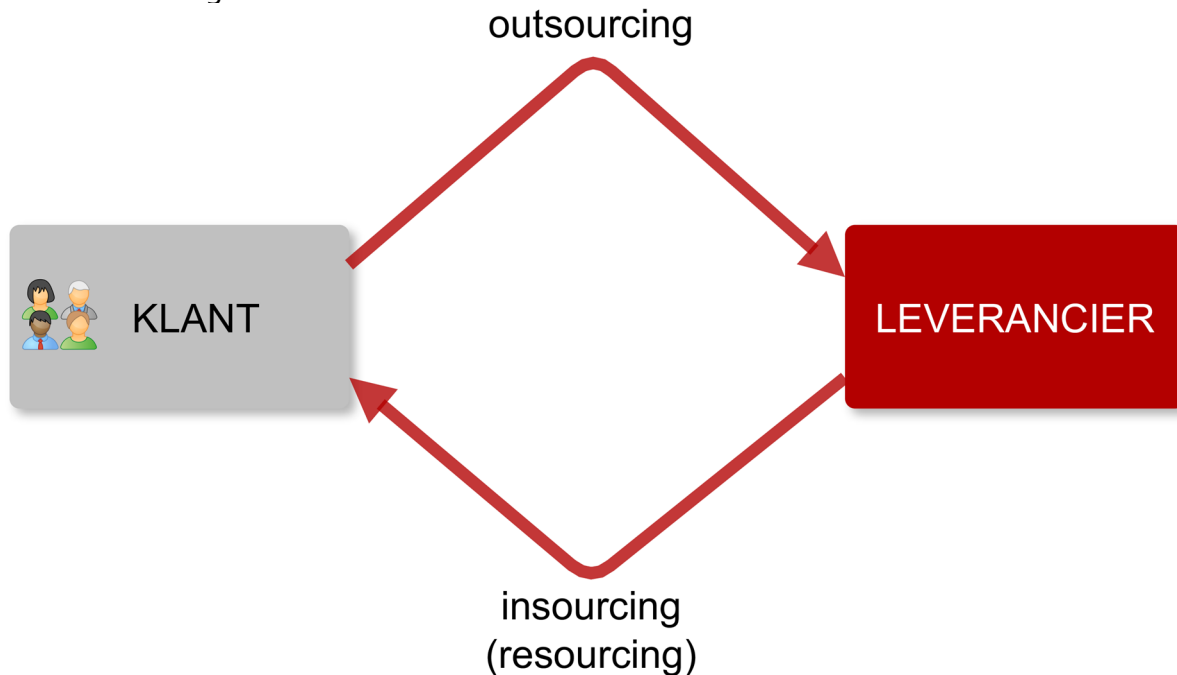 outsourcing
KLANT
LEVERANCIER
insourcing
(resourcing)